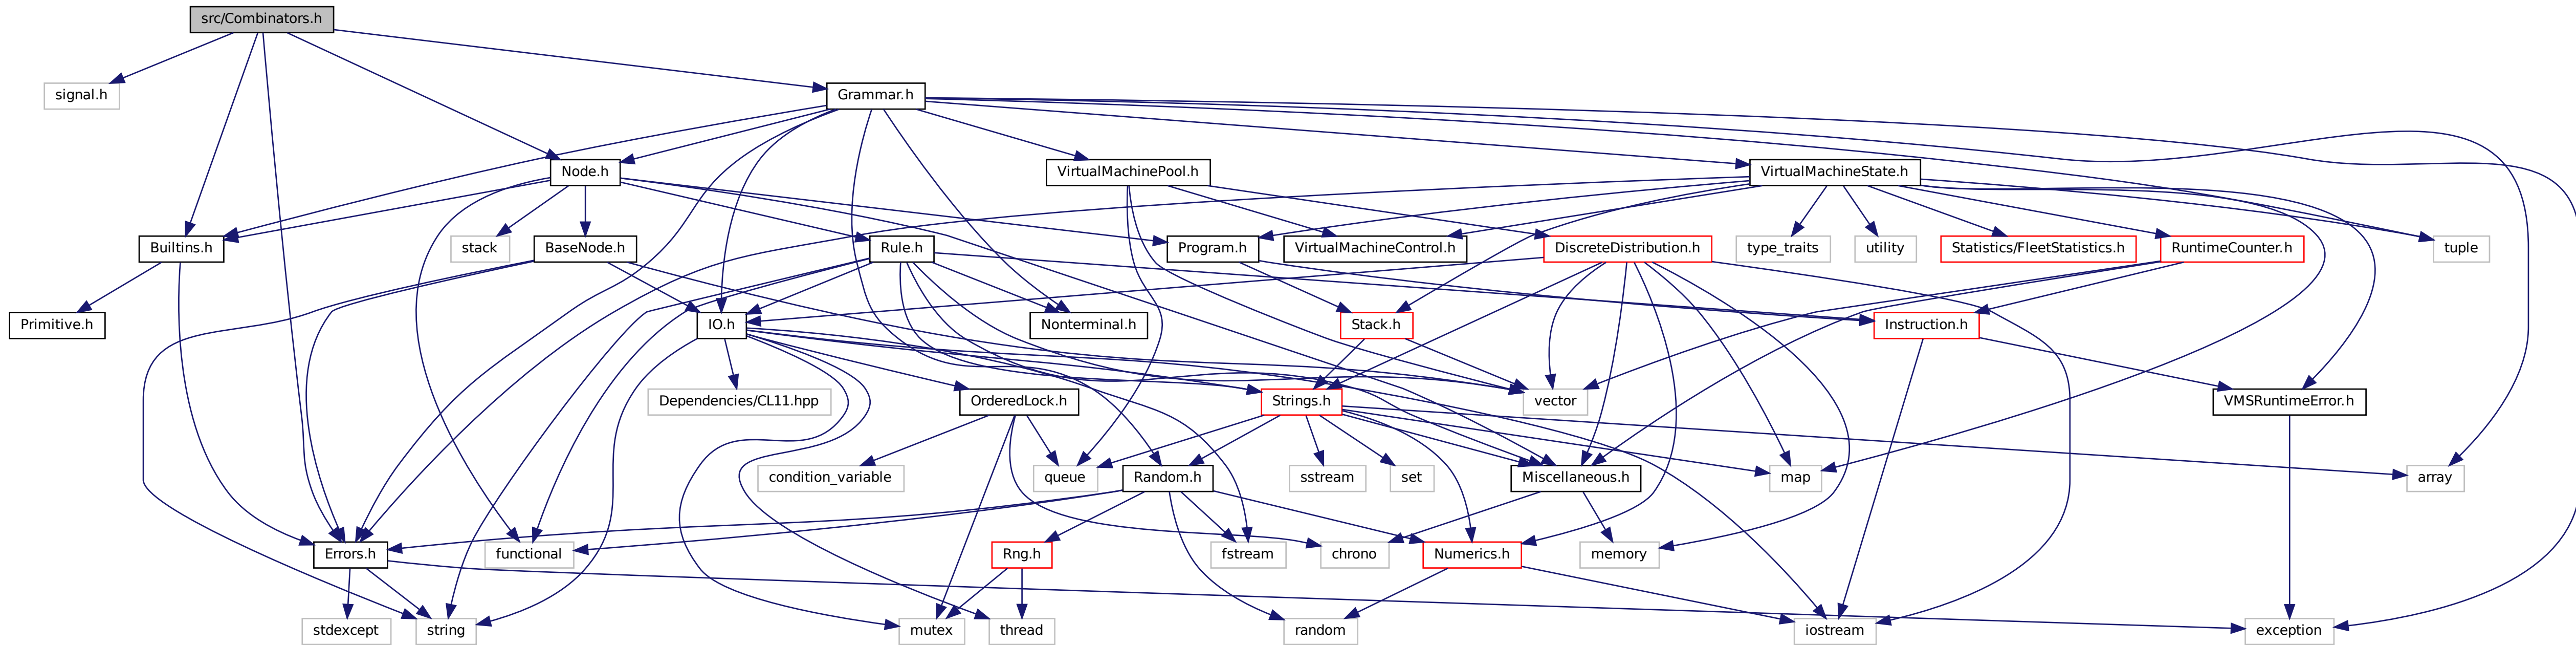 src/Combinators.h
signal.h
Grammar.h
Node.h
VirtualMachinePool.h
VirtualMachineState.h
Builtins.h
stack
BaseNode.h
Rule.h
Program.h
VirtualMachineControl.h
DiscreteDistribution.h
type_traits
utility
Statistics/FleetStatistics.h
RuntimeCounter.h
tuple
Primitive.h
IO.h
Nonterminal.h
Stack.h
Instruction.h
Dependencies/CL11.hpp
OrderedLock.h
Strings.h
vector
VMSRuntimeError.h
condition_variable
queue
Random.h
sstream
set
Miscellaneous.h
map
array
Errors.h
functional
Rng.h
fstream
chrono
Numerics.h
memory
stdexcept
string
mutex
thread
random
iostream
exception